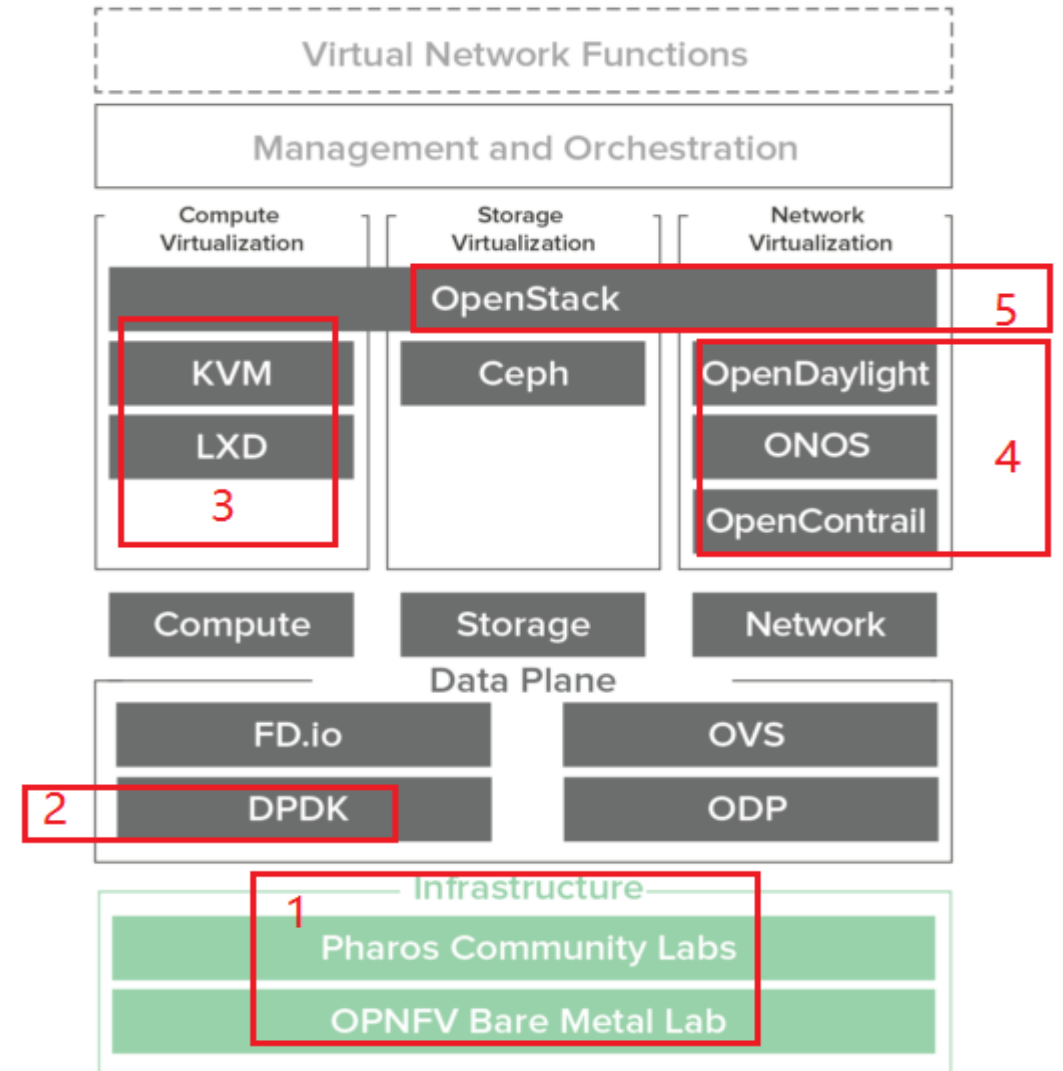 Virtual Network Functions
Management and Orchestration
Compute
Virtualization
Storage
Virtualization
Network
Virtualization
OpenStack
5
KVM
Ceph
OpenDaylight
LXD
ONOS
4
3
OpenContrail
Compute
Storage
Network
Data Plane
FD.io
OVS
2
DPDK
ODP
Infrastructure
1
Pharos Community Labs
OPNFV Bare Metal Lab